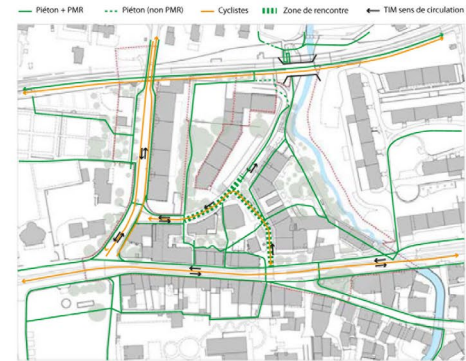 Piéton + PMR Piéton (non PMR) Cyclistes Zone de rencontre TIM sens de circulation